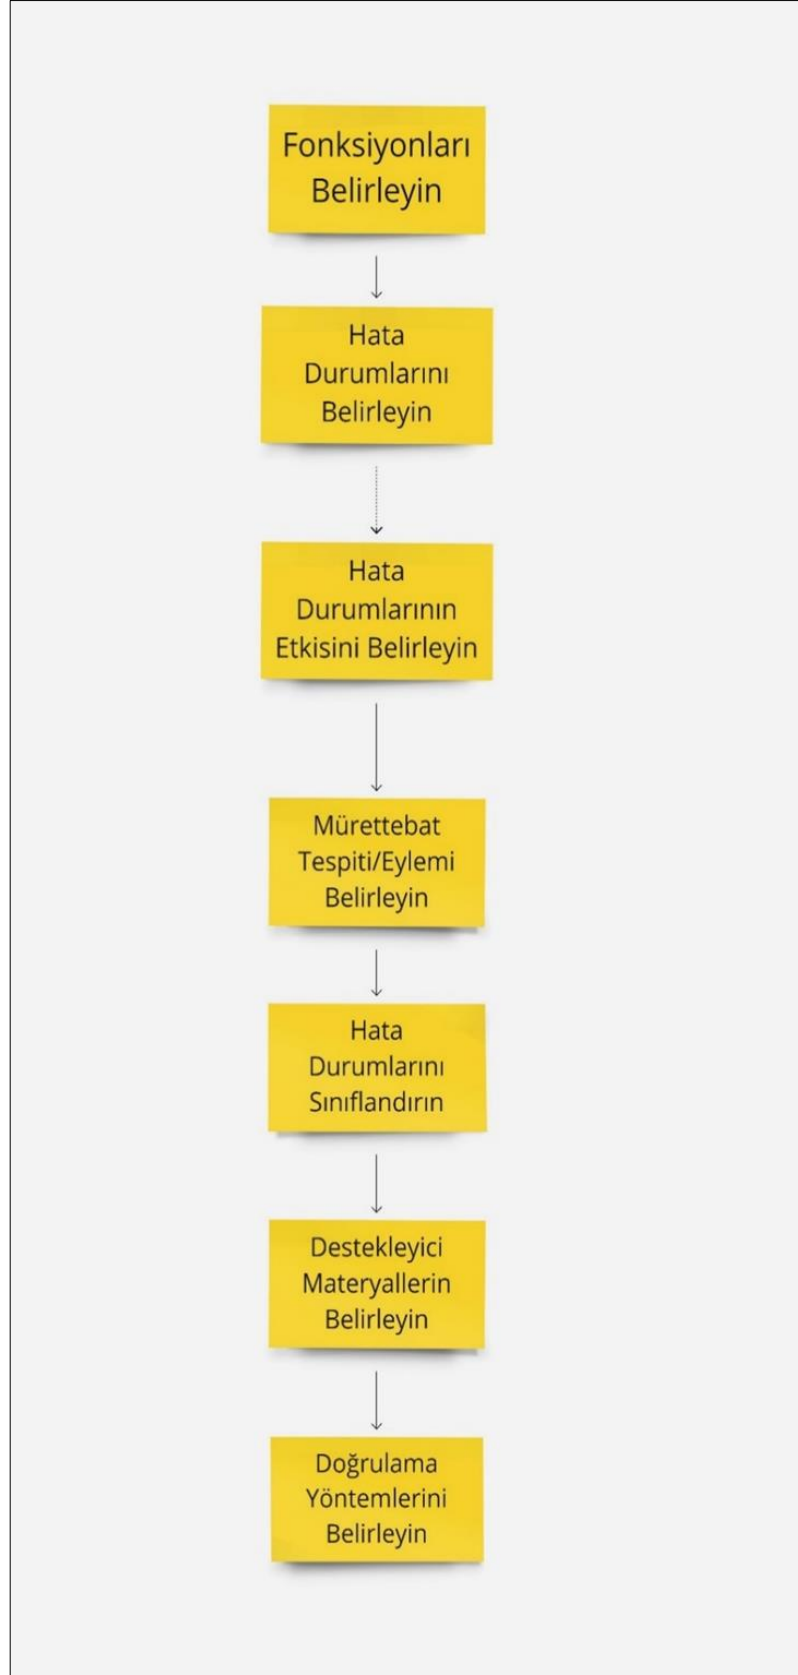 Fonksiyonları
Belirleyin
Hata
Durumlarını
Belirleyin
Hata
Durumlarının
Etkisini Belirleyin
Mürettebat
Tespiti/Eylemi
Belirleyin
Hata
Durumlarını
Sınıflandırın
Destekleyici
Materyallerin
Belirleyin
Doğrulama
Yöntemlerini
Belirleyin